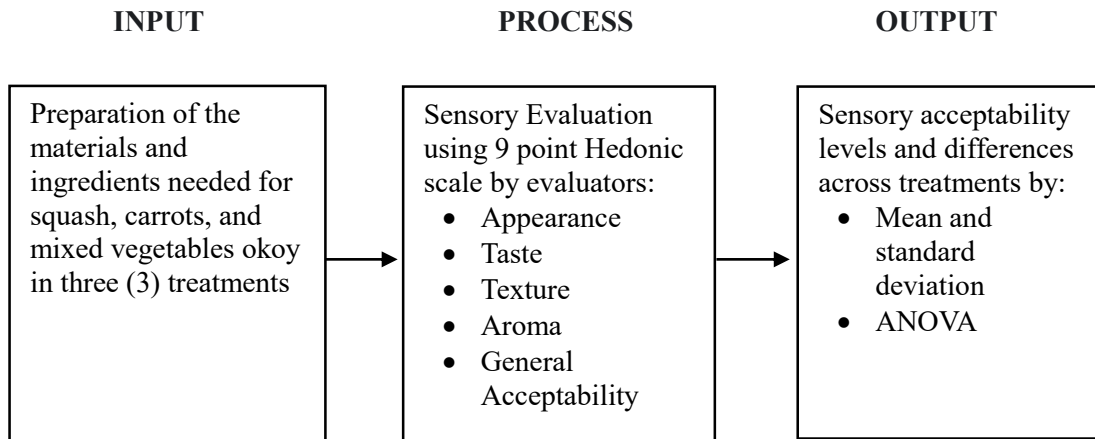 INPUT
PROCESS
OUTPUT
Preparation of the
materials and
ingredients needed for
squash, carrots, and
mixed vegetables okoy
in three (3) treatments
Sensory Evaluation
using 9 point Hedonic
scale by evaluators:
• Appearance
• Taste
• Texture
• Aroma
• General
Acceptability
Sensory acceptability
levels and differences
across treatments by:
• Mean and
standard
deviation
• ANOVA